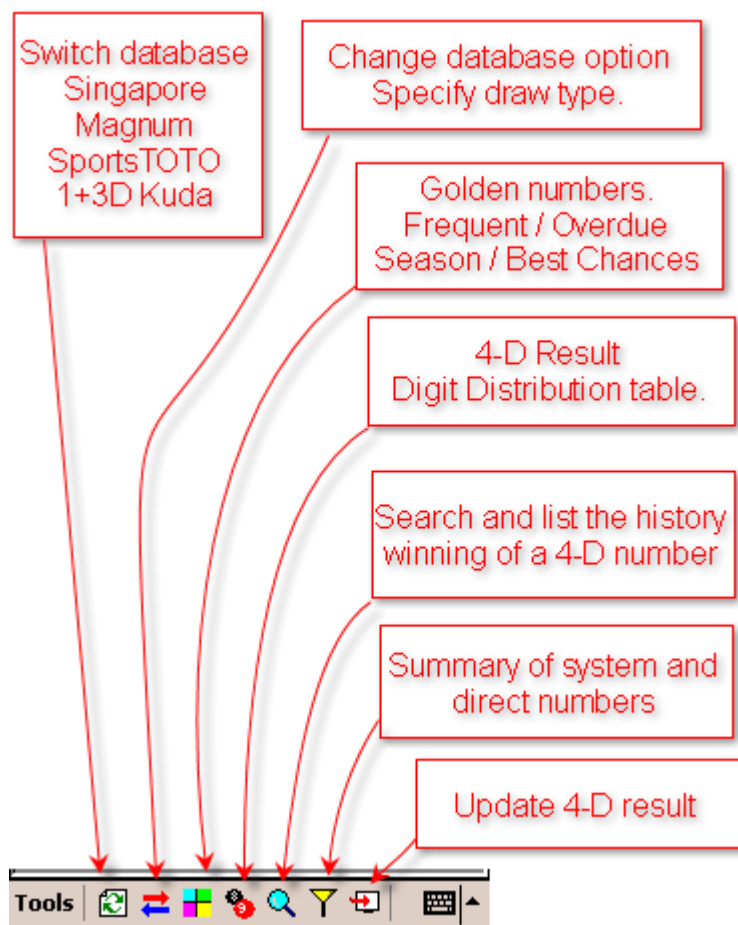 Switch database
Singapore
Magnum
SportsTOTO
1+3D Kuda
Change database option
Specify draw type.
Golden numbers.
Frequent / Overdue
Season / Best Chances
4-D Result
Digit Distribution table.
Search and list the history
winning of a 4-D number
Summary of system and
direct numbers
Update 4-D result
Tools